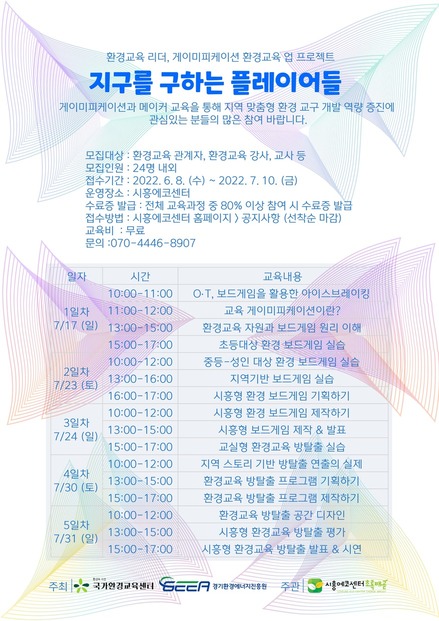 환경교육 리더, 게이미피케이션 환경교육 업 프로젝트
지구를 구하는 플레이어들
게이미피케이션과 메이커 교육을 통해 지역 맞춤형 환경 교구 개발 역량 증진에
관심있는 분들의 많은 참여 바랍니다.
모집대상 : 환경교육 관계자, 환경교육 강사, 교사 등
모집인원 : 24명 내외
접수기간 : 2022. 6. 8. (수) ~ 2022. 7. 10. (금)
운영장소 : 시흥에코센터
수료증 발급 : 전체 교육과정 중 80% 이상 참여 시 수료증 발급
접수방법 : 시흥에코센터 홈페이지 > 공지사항 (선착순 마감)
교육비 : 무료
문의 :070-4446-8907
일자 시간 교육내용
1일차 7/17 (일)
10:00-11:00 O·T, 보드게임을 활용한 아이스브레이킹
11:00-12:00 교육 게이미피케이션이란?
13:00-15:00 환경교육 자원과 보드게임 원리 이해
15:00-17:00 초등대상 환경 보드게임 실습
2일차 7/23 (토)
10:00-12:00 중등-성인 대상 환경 보드게임 실습
13:00-16:00 지역기반 보드게임 실습
16:00-17:00 시흥형 환경 보드게임 기획하기
3일차 7/24 (일)
10:00-12:00 시흥형 환경 보드게임 제작하기
13:00-15:00 시흥형 보드게임 제작 & 발표
15:00-17:00 교실형 환경교육 방탈출 실습
4일차 7/30 (토)
10:00-12:00 지역 스토리 기반 방탈출 연출의 실제
13:00-15:00 환경교육 방탈출 프로그램 기획하기
15:00-17:00 환경교육 방탈출 프로그램 제작하기
5일차 7/31 (일)
10:00-12:00 환경교육 방탈출 공간 디자인
13:00-15:00 시흥형 환경교육 방탈출 평가
15:00-17:00 시흥형 환경교육 방탈출 발표 & 시연
주최 국가환경교육센터 GEEA 경기환경에너지진흥원 주관 시흥에코센터